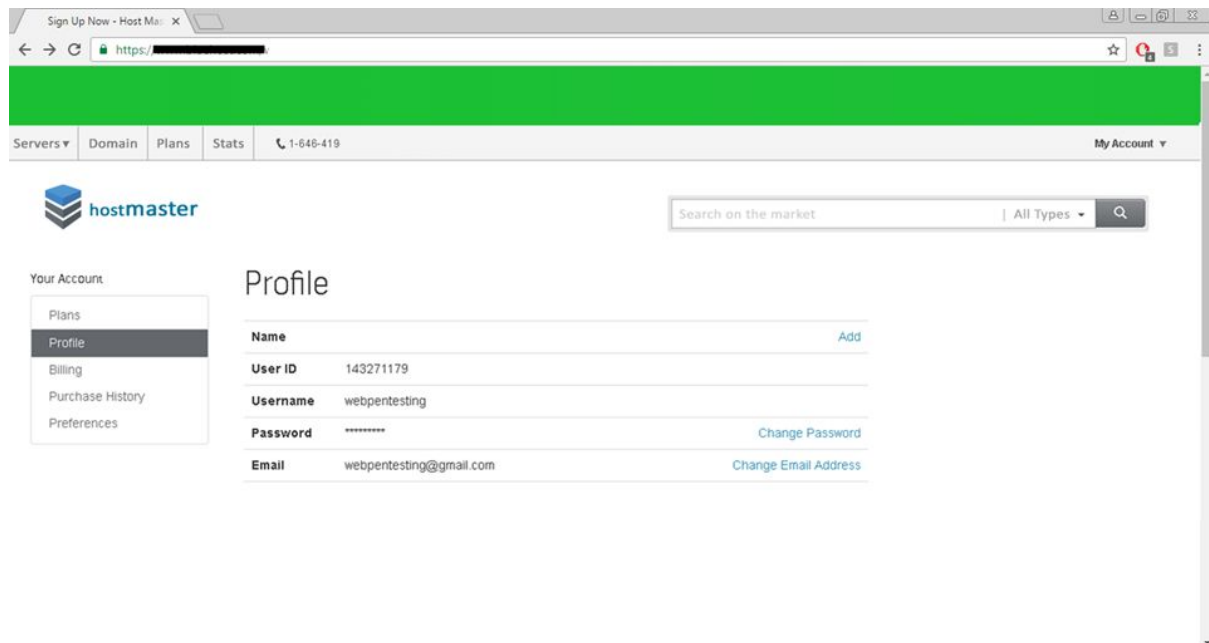 Sign Up Now - Host Mas
https:/
Servers Domain Plans Stats 1-646-419 My Account
hostmaster
Search on the market | All Types
Your Account
Profile
Plans
Profile
Billing
Purchase History
Preferences
Name Add
User ID 143271179
Username webpentesting
Password ********* Change Password
Email webpentesting@gmail.com Change Email Address